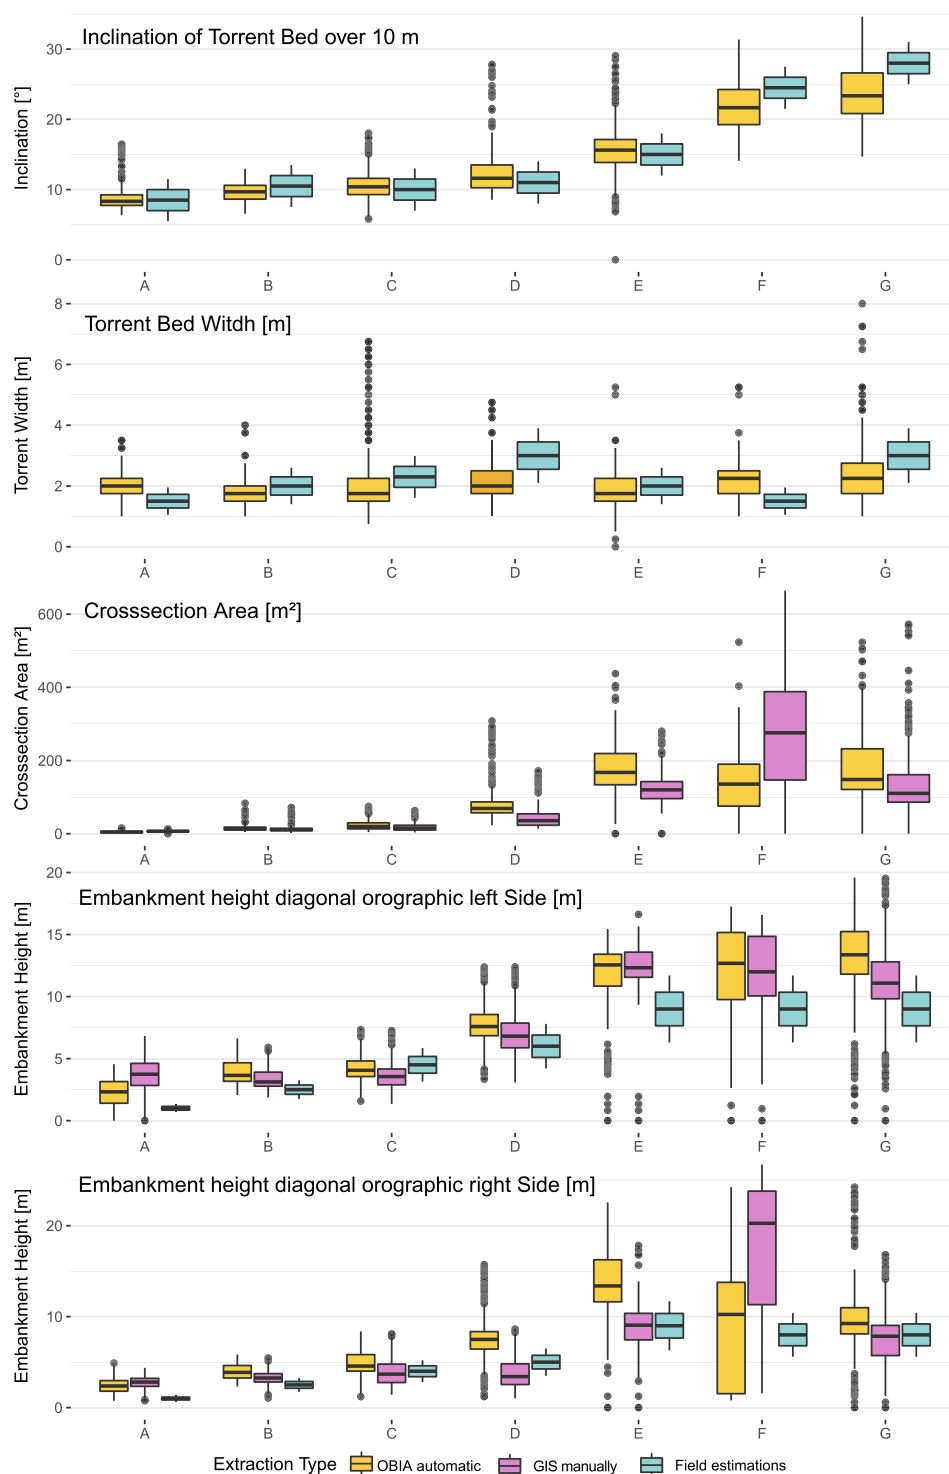 Inclination of Torrent Bed over 10 m
Inclination [°]
30
20
10
0
A B C D E F G
Torrent Bed Witdh [m]
Torrent Width [m]
8
6
4
2
0
A B C D E F G
Crosssection Area [m²]
Crosssection Area [m²]
600
400
200
0
A B C D E F G
Embankment height diagonal orographic left Side [m]
Embankment Height [m]
20
15
10
5
0
A B C D E F G
Embankment height diagonal orographic right Side [m]
Embankment Height [m]
20
10
0
A B C D E F G
Extraction Type OBIA automatic GIS manually Field estimations